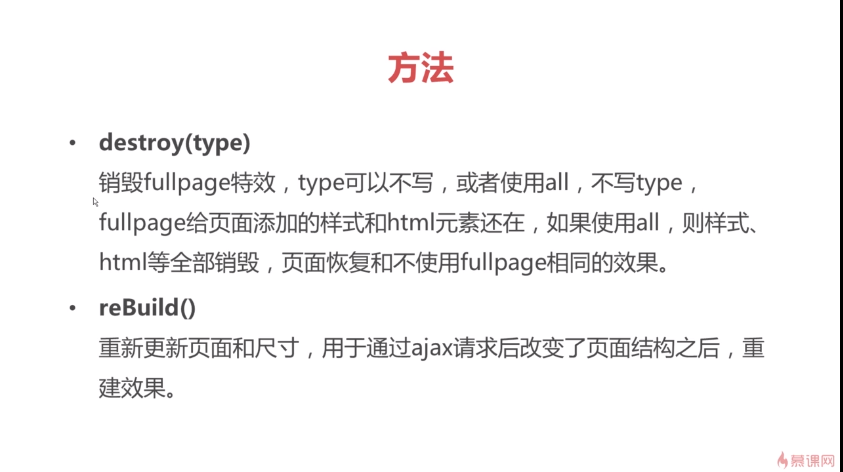 方法
• destroy(type)
销毁fullpage特效，type可以不写，或者使用all，不写type，
fullpage给页面添加的样式和html元素还在，如果使用all，则样式、
html等全部销毁，页面恢复和不使用fullpage相同的效果。
• reBuild()
重新更新页面和尺寸，用于通过ajax请求后改变了页面结构之后，重
建效果。
慕课网